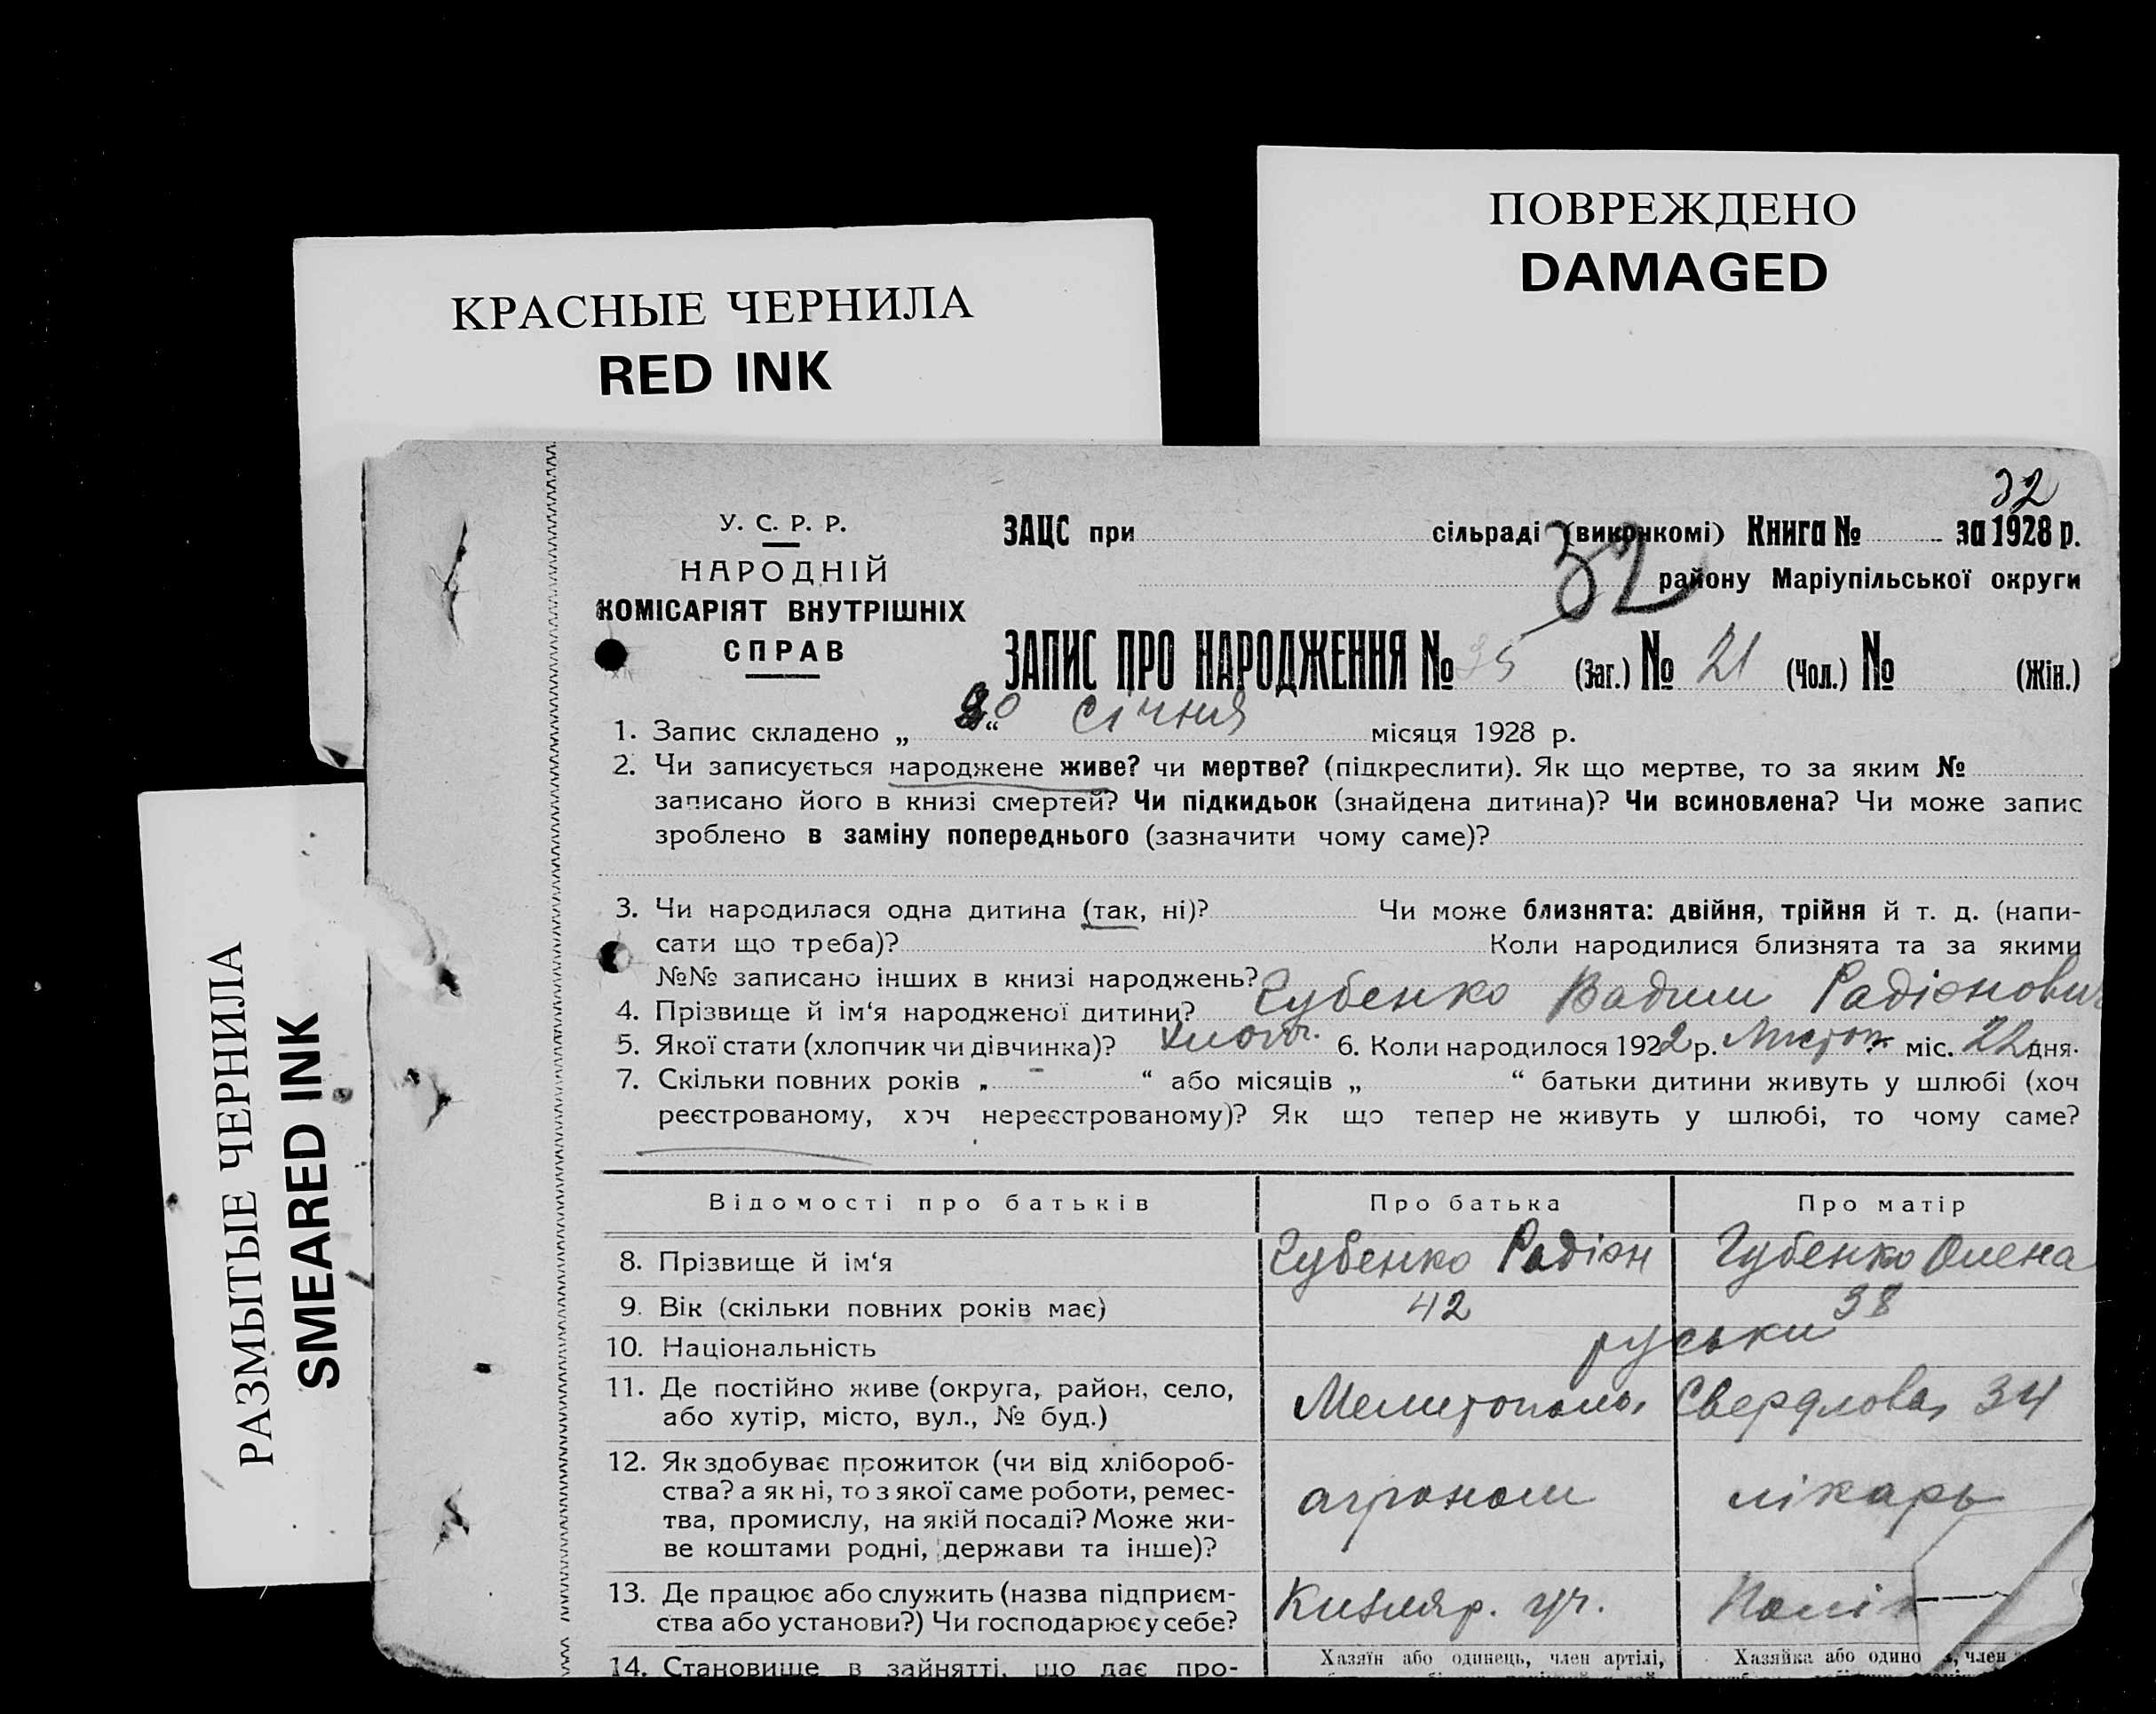 ПОВРЕЖДЕНО
DAMAGED
КРАСНЫЕ ЧЕРНИЛА
RED INK
РАЗМЫТЫЕ ЧЕРНИЛА
SMEARED INK
32
У. С. Р. Р.
НАРОДНІЙ
КОМІСАРІЯТ ВНУТРІШНІХ
СПРАВ
ЗАЦС при сільраді (виконкомі) Книга № за 1928 р.
32
району Маріупільської округи
ЗАПИС ПРО НАРОДЖЕННЯ № 35 (Заг.) № 21 (Чол.) № (Жін.)
1. Запис складено „ 20 “ січня місяця 1928 р.
2. Чи записується народжене живе? чи мертве? (підкреслити). Як що мертве, то за яким №
записано його в книзі смертей? Чи підкидьок (знайдена дитина)? Чи всиновлена? Чи може запис
зроблено в заміну попереднього (зазначити чому саме)?
3. Чи народилася одна дитина (так, ні)? Чи може близнята: двійня, трійня й т. д. (напи-
сати що треба)? Коли народилися близнята та за якими
№№ записано інших в книзі народжень?
4. Прізвище й ім‘я народженої дитини? Губенко Вадим Радіонович
5. Якої стати (хлопчик чи дівчинка)? хлопч. 6. Коли народилося 1922 р. Листоп. міс. 22 дня.
7. Скільки повних років „ “ або місяців „ “ батьки дитини живуть у шлюбі (хоч
реєстрованому, хоч нереєстрованому)? Як що тепер не живуть у шлюбі, то чому саме?
Відомості про батьків Про батька Про матір
8. Прізвище й ім‘я Губенко Радіон Губенко Олена
9. Вік (скільки повних років має) 42 38
10. Національність руськи
11. Де постійно живе (округа, район, село,
або хутір, місто, вул., № буд.) Мелитополь, Свердлова, 34
12. Як здобуває прожиток (чи від хлібороб-
ства? а як ні, то з якої саме роботи, ремес-
тва, промислу, на якій посаді? Може жи-
ве коштами родні, держави та інше)? агроном лікарь
13. Де працює або служить (назва підприєм-
ства або установи?) Чи господарює у себе? Кизляр.
14. Становище в зайнятті, що дає про- Хазяїн або одинець, член артілі, Хазяйка або одино член